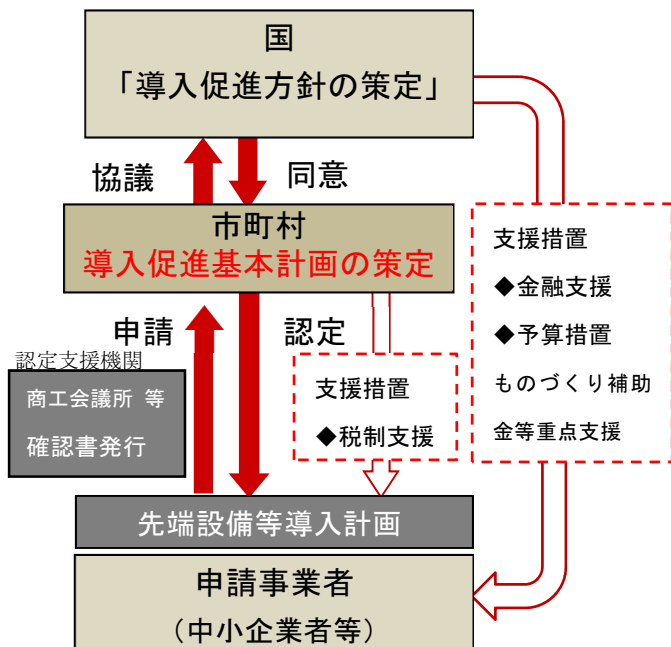 国
「導入促進方針の策定」
協議
同意
市町村
導入促進基本計画の策定
支援措置
◆金融支援
◆予算措置
ものづくり補助
金等重点支援
申請
認定
認定支援機関
商工会議所 等
確認書発行
支援措置
◆税制支援
先端設備等導入計画
申請事業者
（中小企業者等）